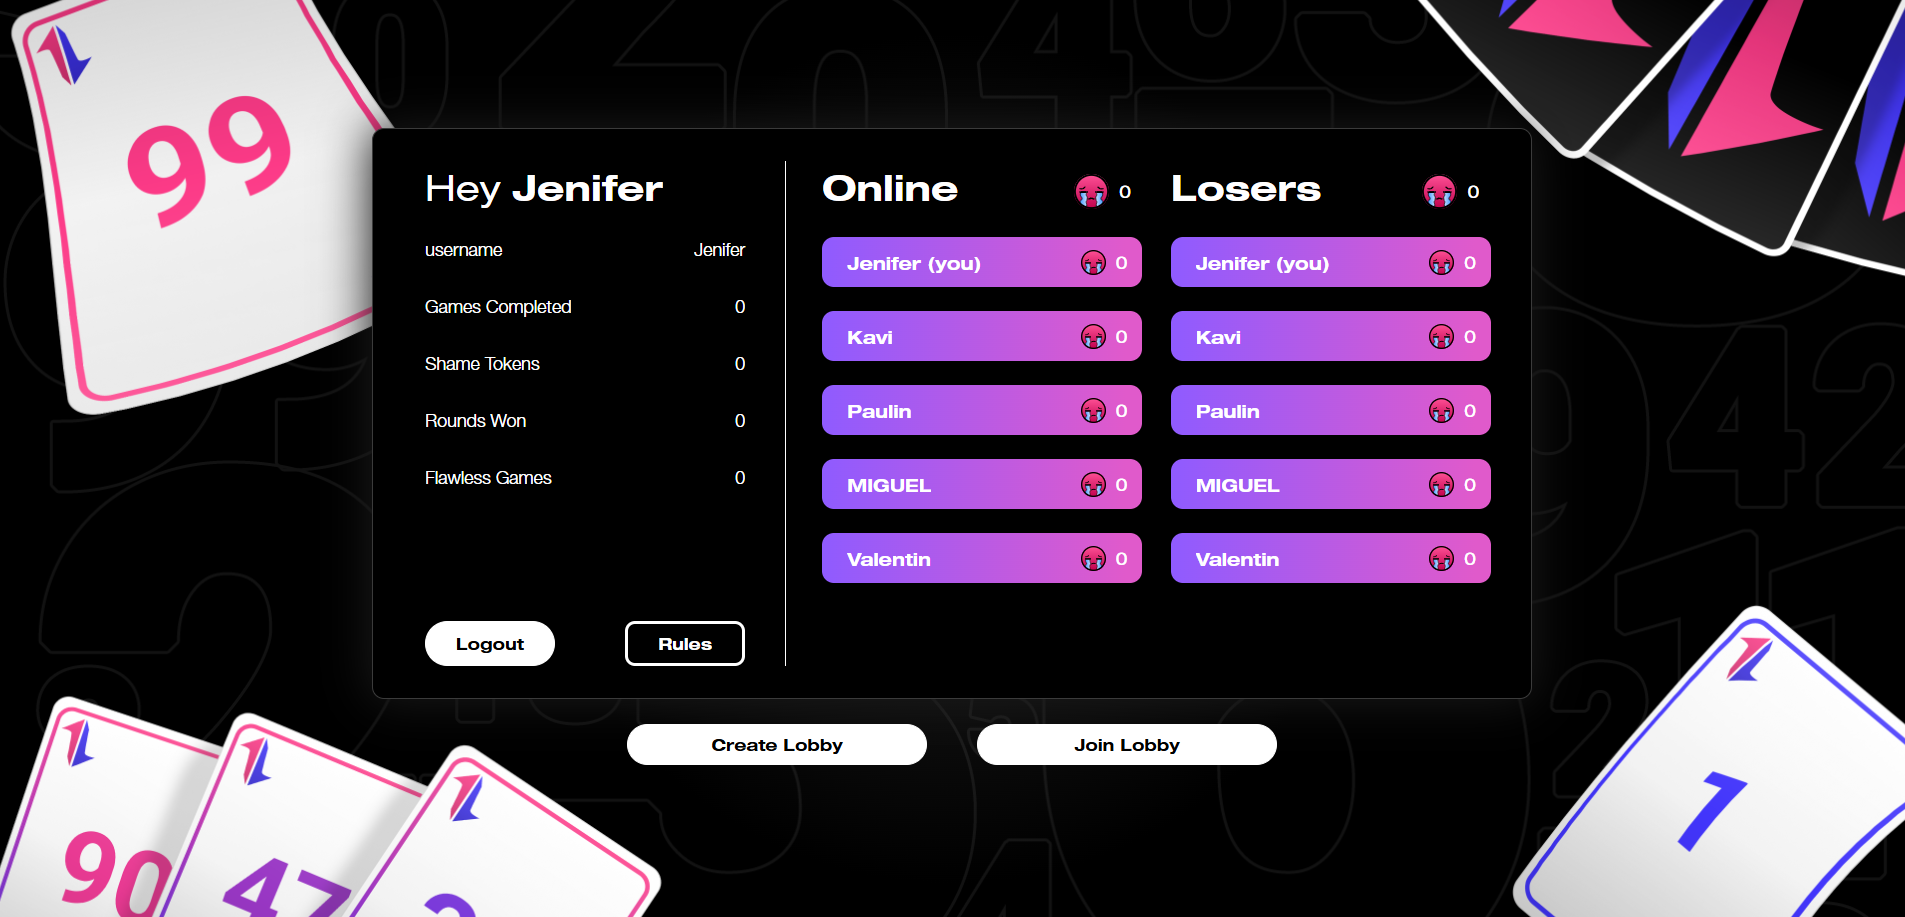 99
Hey Jenifer
username Jenifer
Games Completed 0
Shame Tokens 0
Rounds Won 0
Flawless Games 0
Logout Rules
Online 0
Jenifer (you) 0
Kavi 0
Paulin 0
MIGUEL 0
Valentin 0
Losers 0
Jenifer (you) 0
Kavi 0
Paulin 0
MIGUEL 0
Valentin 0
Create Lobby Join Lobby
90
47
1